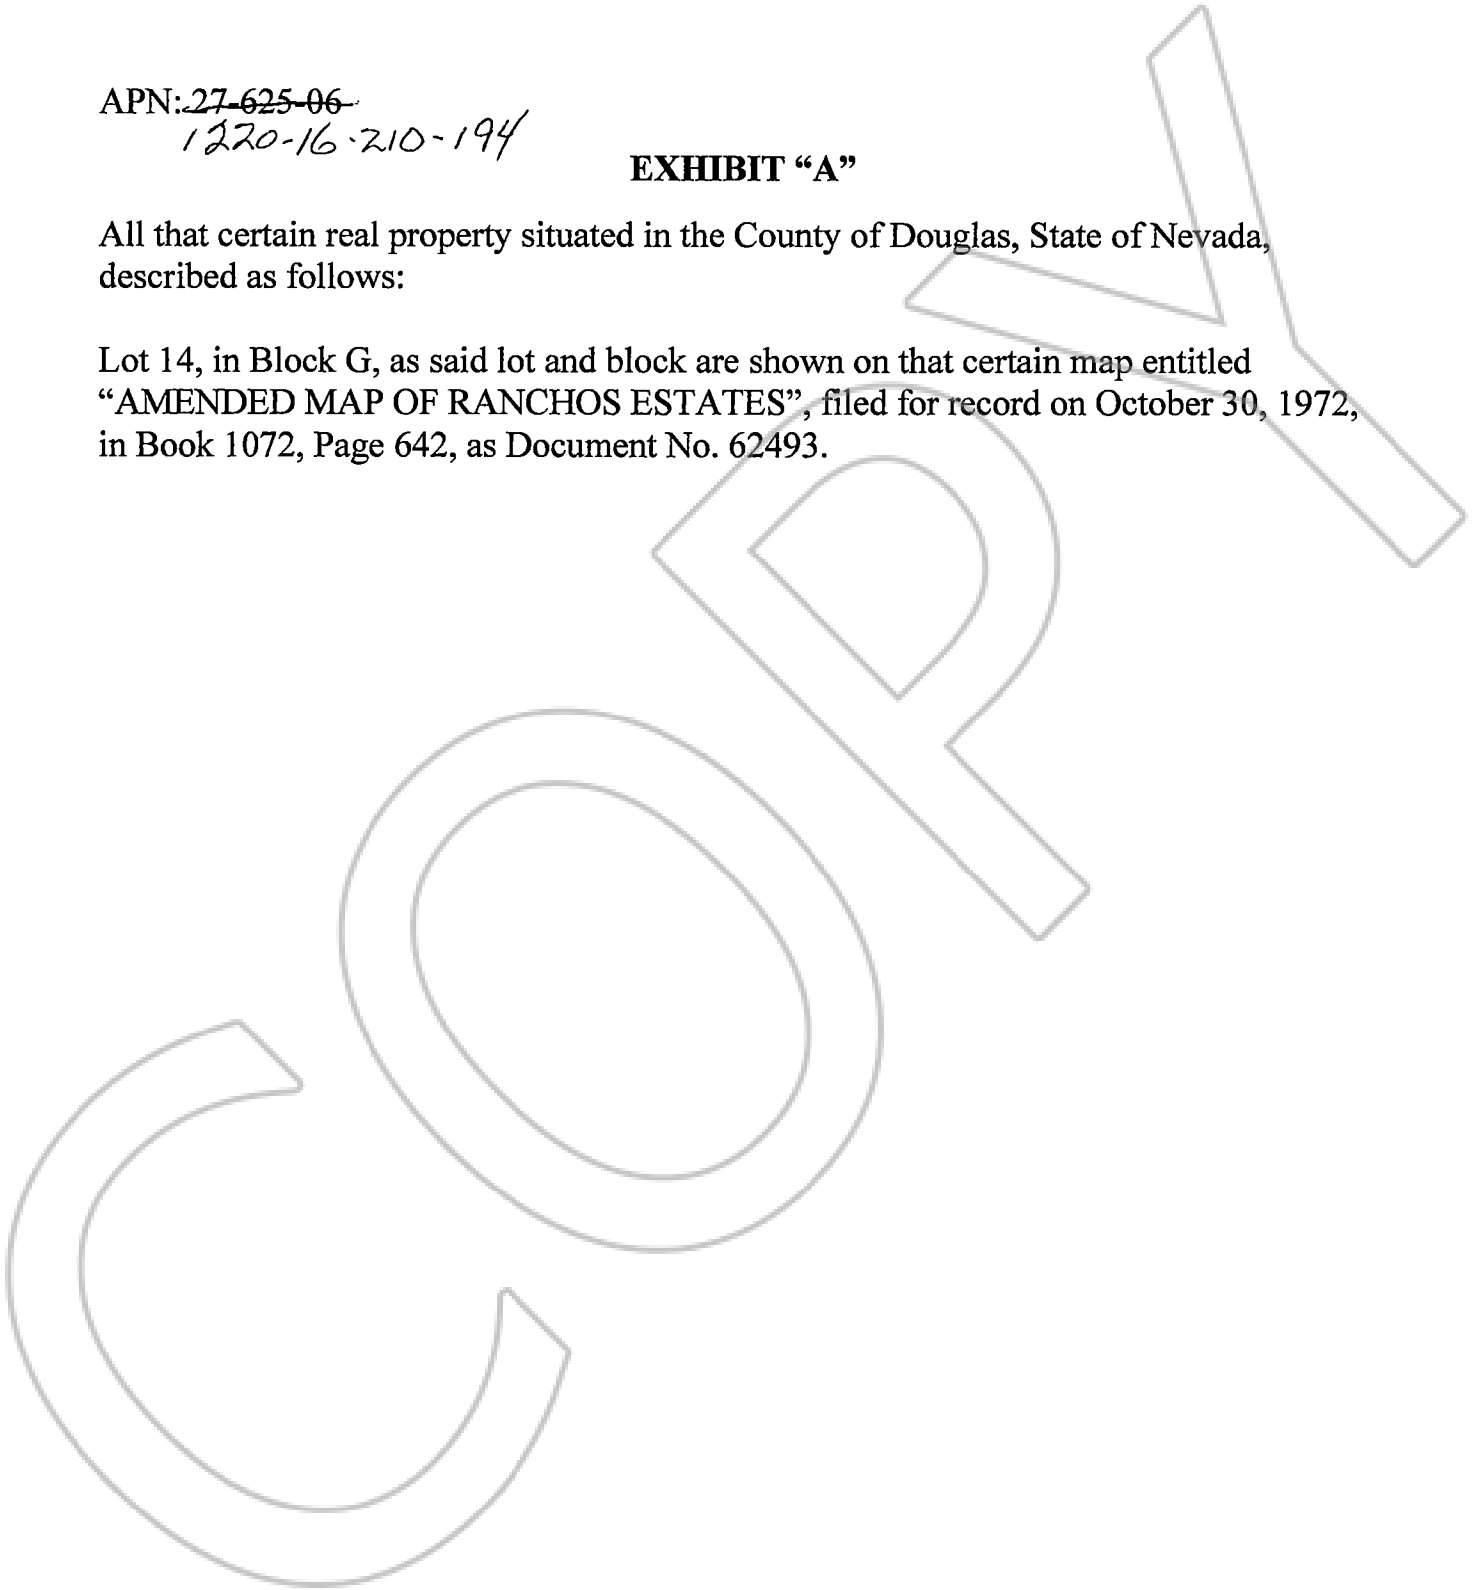 APN: 27-625-06
1220-16-210-194
EXHIBIT “A”
All that certain real property situated in the County of Douglas, State of Nevada,
described as follows:
Lot 14, in Block G, as said lot and block are shown on that certain map entitled
“AMENDED MAP OF RANCHOS ESTATES”, filed for record on October 30, 1972,
in Book 1072, Page 642, as Document No. 62493.
COPY